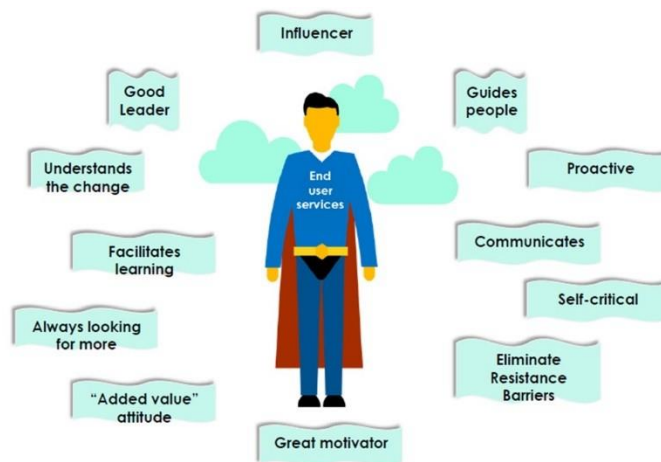 Influencer
Good
Leader
Guides
people
Understands
the change
End
user
services
Proactive
Facilitates
learning
Communicates
Always looking
for more
Self-critical
“Added value”
attitude
Eliminate
Resistance
Barriers
Great motivator